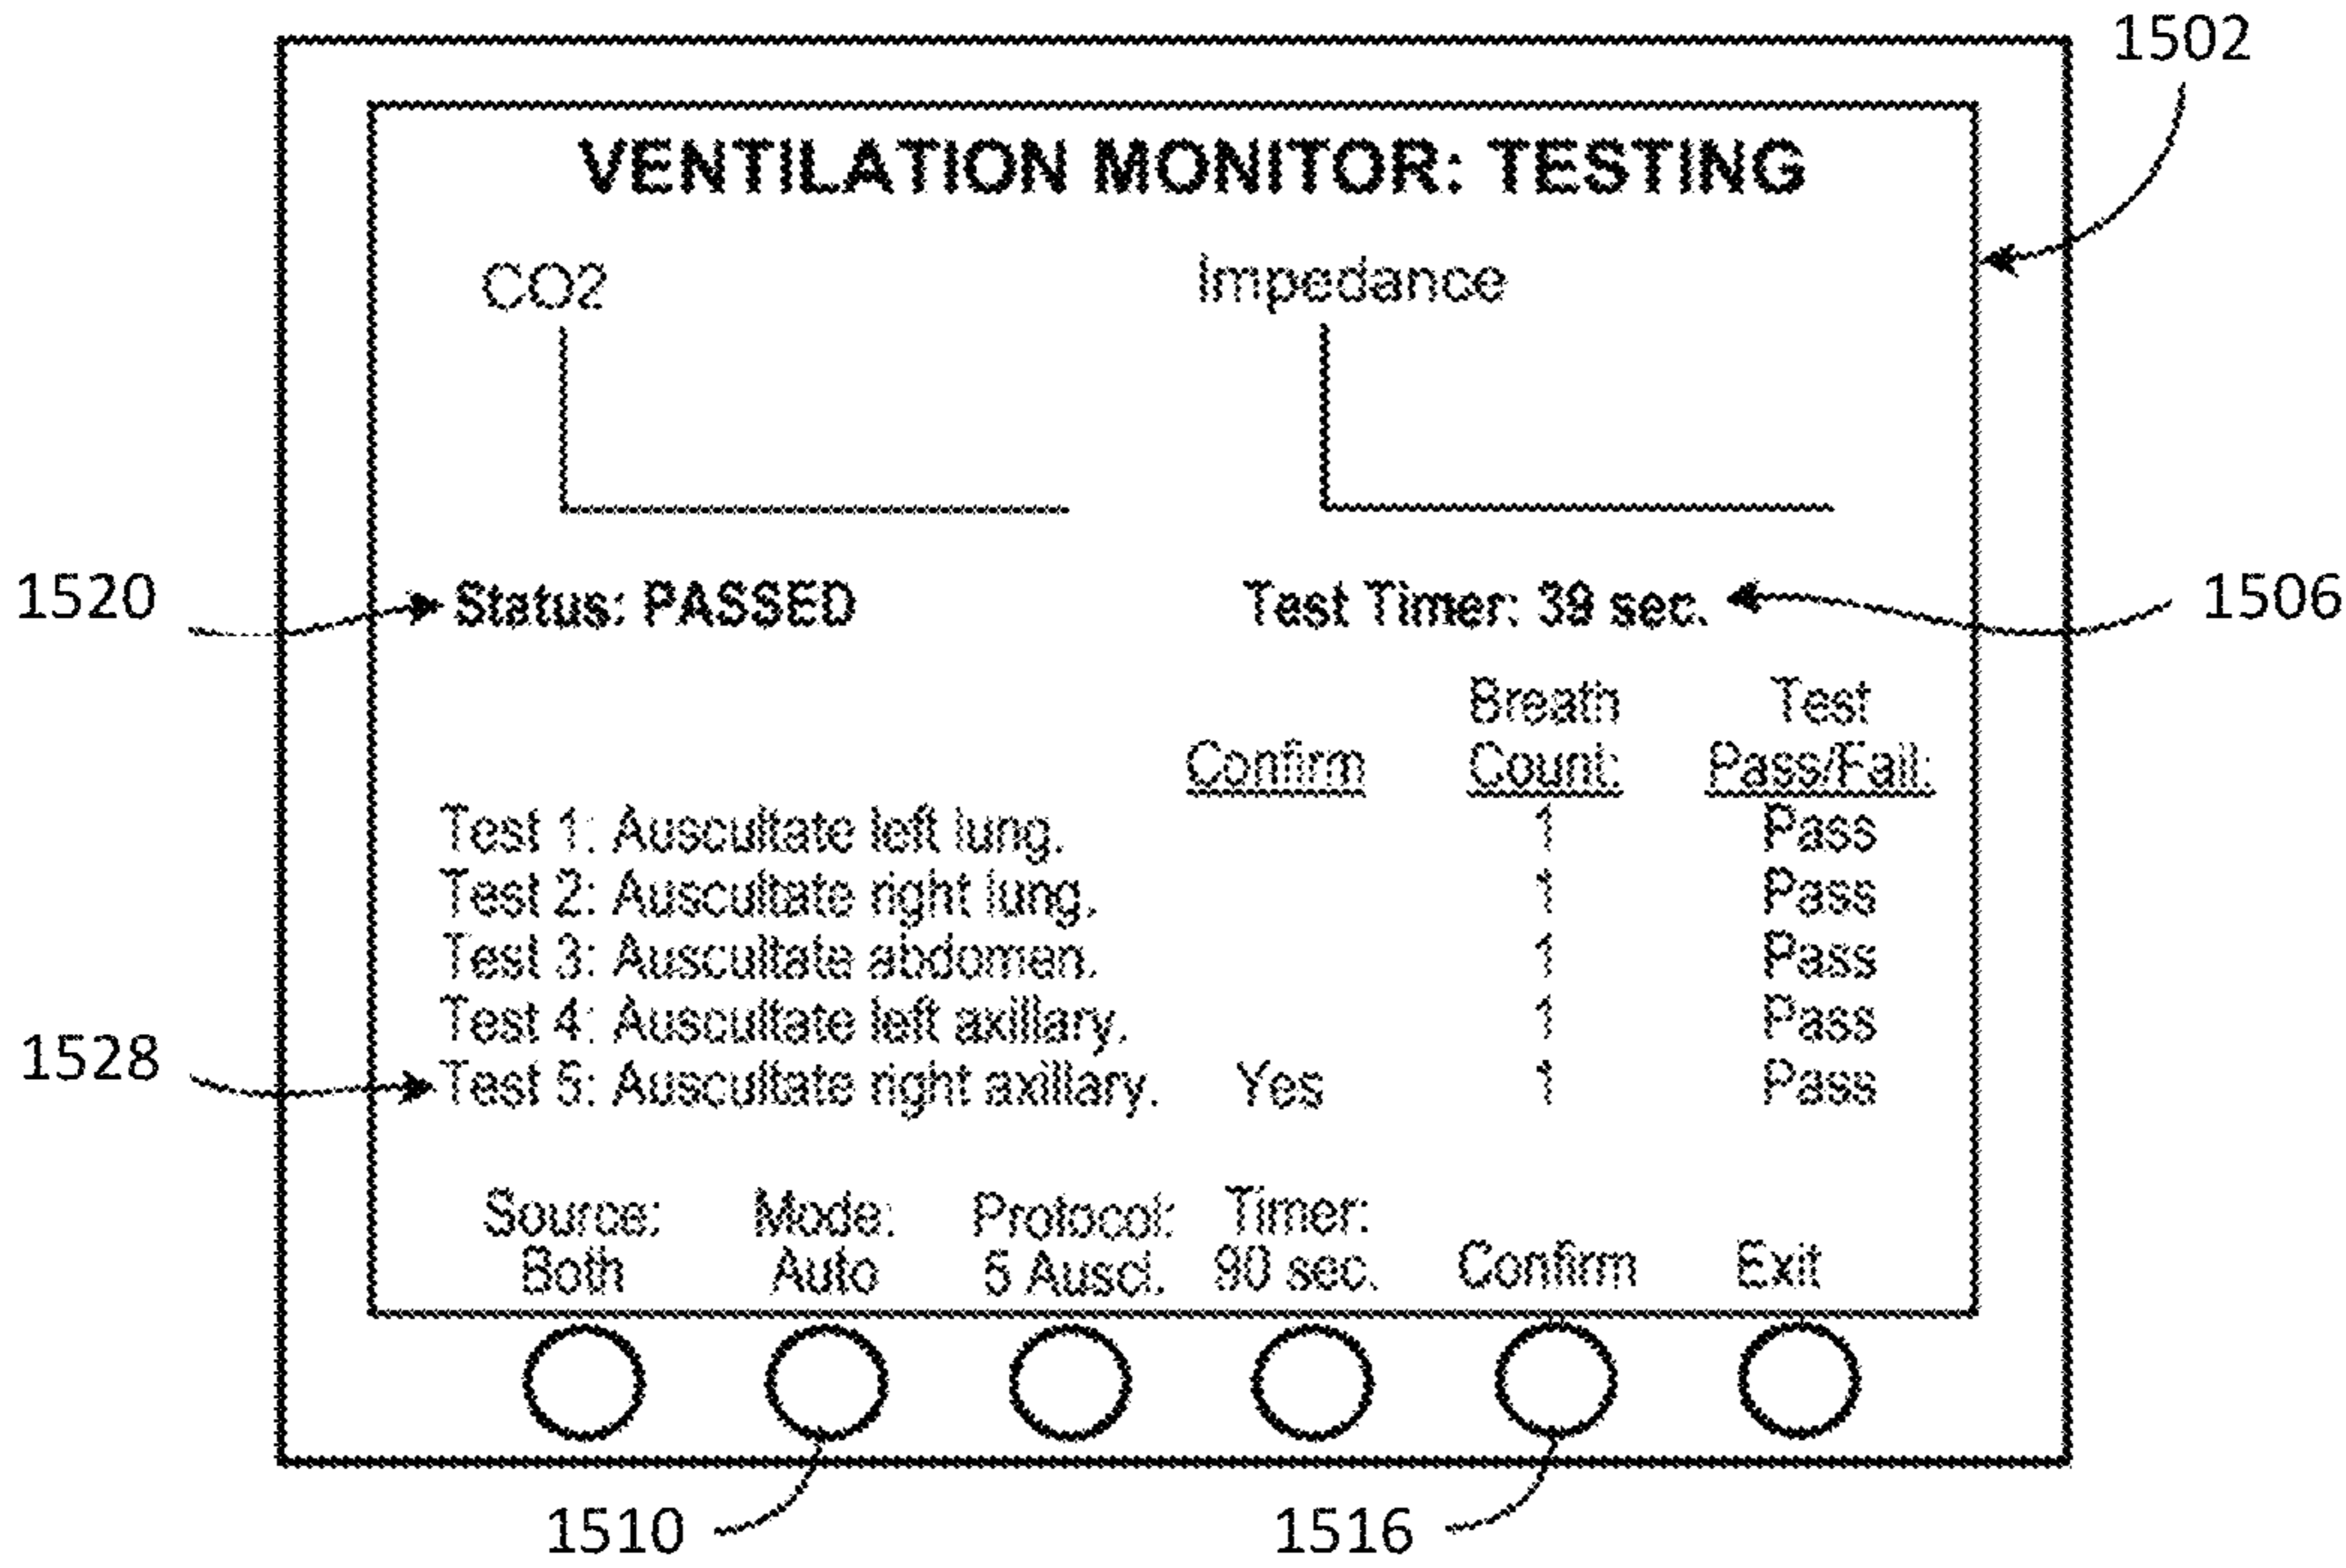 1502
VENTILATION MONITOR: TESTING
CO2
Impedance
1520
Status: PASSED
Test Timer: 39 sec.
1506
Breath Test
Confirm Count: Pass/Fail:
Test 1: Auscultate left lung. 1 Pass
Test 2: Auscultate right lung. 1 Pass
Test 3: Auscultate abdomen. 1 Pass
Test 4: Auscultate left axillary. 1 Pass
1528
Test 5: Auscultate right axillary. Yes 1 Pass
Source: Mode: Protocol: Timer:
Both Auto 5 Auscl. 90 sec. Confirm Exit
1510
1516